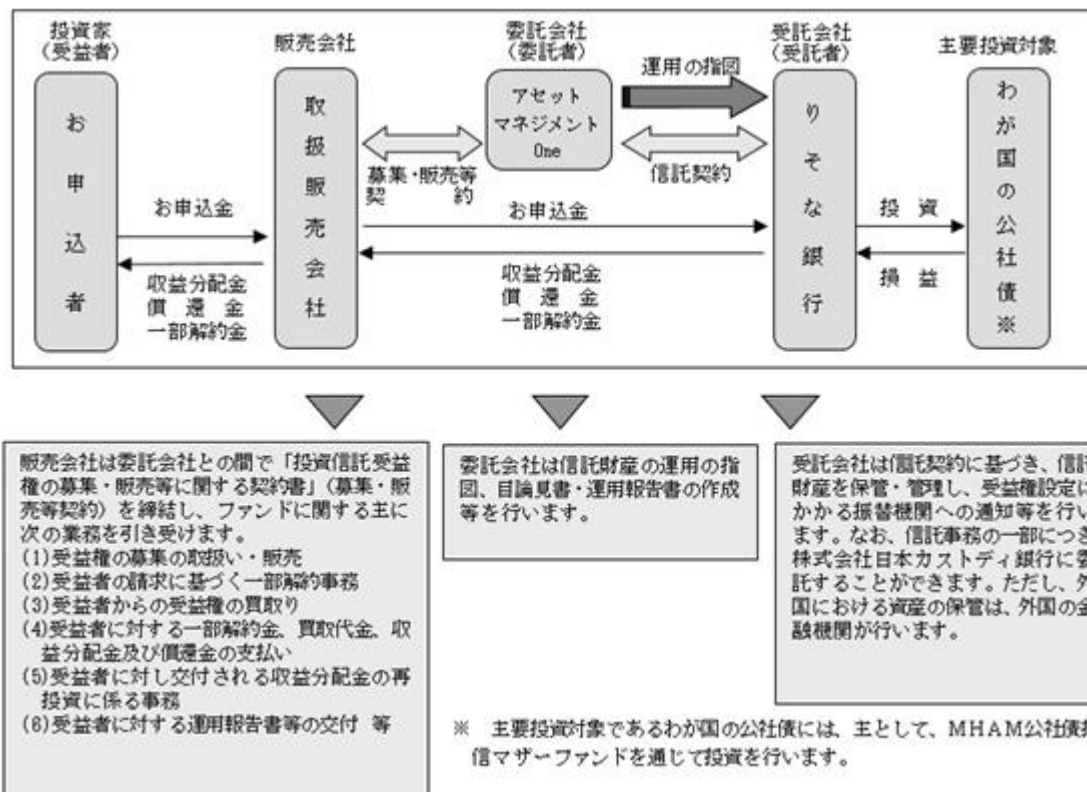 投資家
(受益者)
販売会社
委託会社
(委託者)
受託会社
(受託者)
主要投資対象
お申込者
取扱販売会社
アセット
マネジメント
One
運用の指図
りそな銀行
わが国の公社債※
募集・販売等
契約
信託契約
お申込金
収益分配金
償還金
一部解約金
お申込金
収益分配金
償還金
一部解約金
投資
損益
販売会社は委託会社との間で「投資信託受益
権の募集・販売等に関する契約書」(募集・販
売等契約)を締結し、ファンドに関する主に
次の業務を引き受けます。
(1)受益権の募集の取扱い・販売
(2)受益者の請求に基づく一部解約事務
(3)受益者からの受益権の買取り
(4)受益者に対する一部解約金、買取代金、収
益分配金及び償還金の支払い
(5)受益者に対し交付される収益分配金の再
投資に係る事務
(6)受益者に対する運用報告書等の交付 等
委託会社は信託財産の運用の指
図、目論見書・運用報告書の作成
等を行います。
受託会社は信託契約に基づき、信託
財産を保管・管理し、受益権設定に
かかる振替機関への通知等を行い
ます。なお、信託事務の一部につき
株式会社日本カストディ銀行に委
託することができます。ただし、外
国における資産の保管は、外国の金
融機関が行います。
※ 主要投資対象であるわが国の公社債には、主として、MHAM公社債投
信マザーファンドを通じて投資を行います。